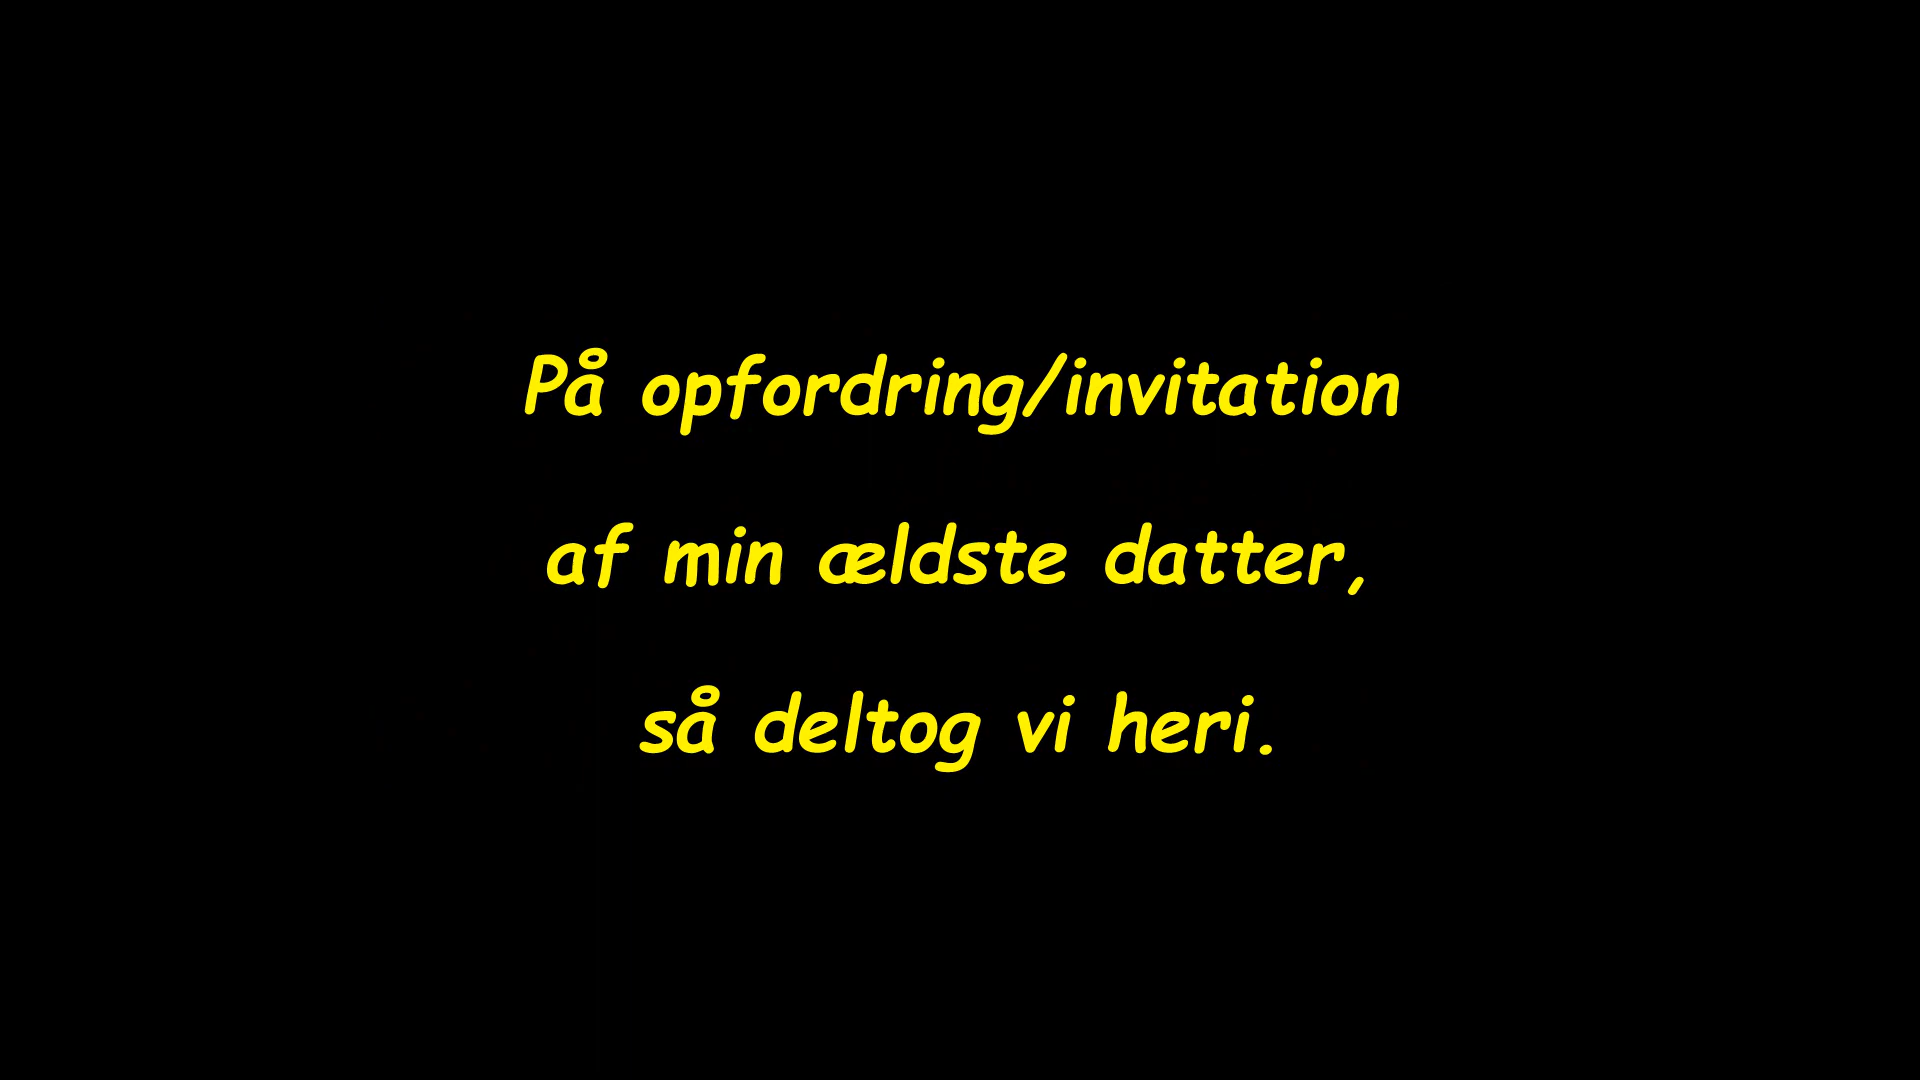 På opfordring/invitation
af min ældste datter,
så deltog vi heri.